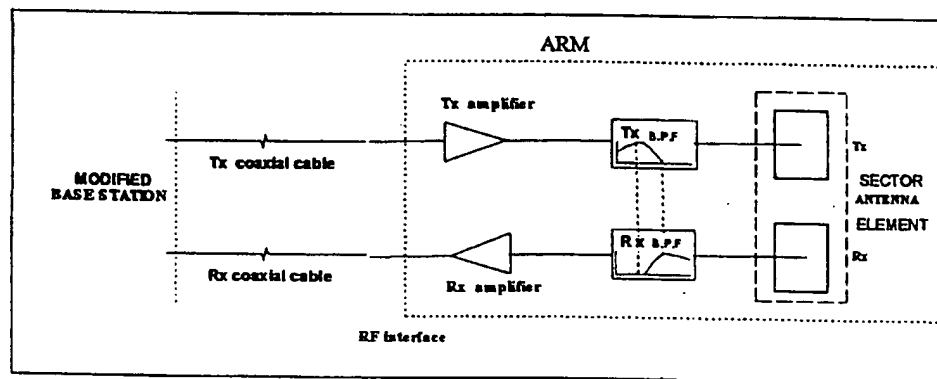 ARM
Tx amplifier
Tx B.P.F
Tx
Tx coaxial cable
MODIFIED
BASE STATION
SECTOR
ANTENNA
ELEMENT
Rx B.P.F
Rx
Rx coaxial cable
Rx amplifier
RF interface